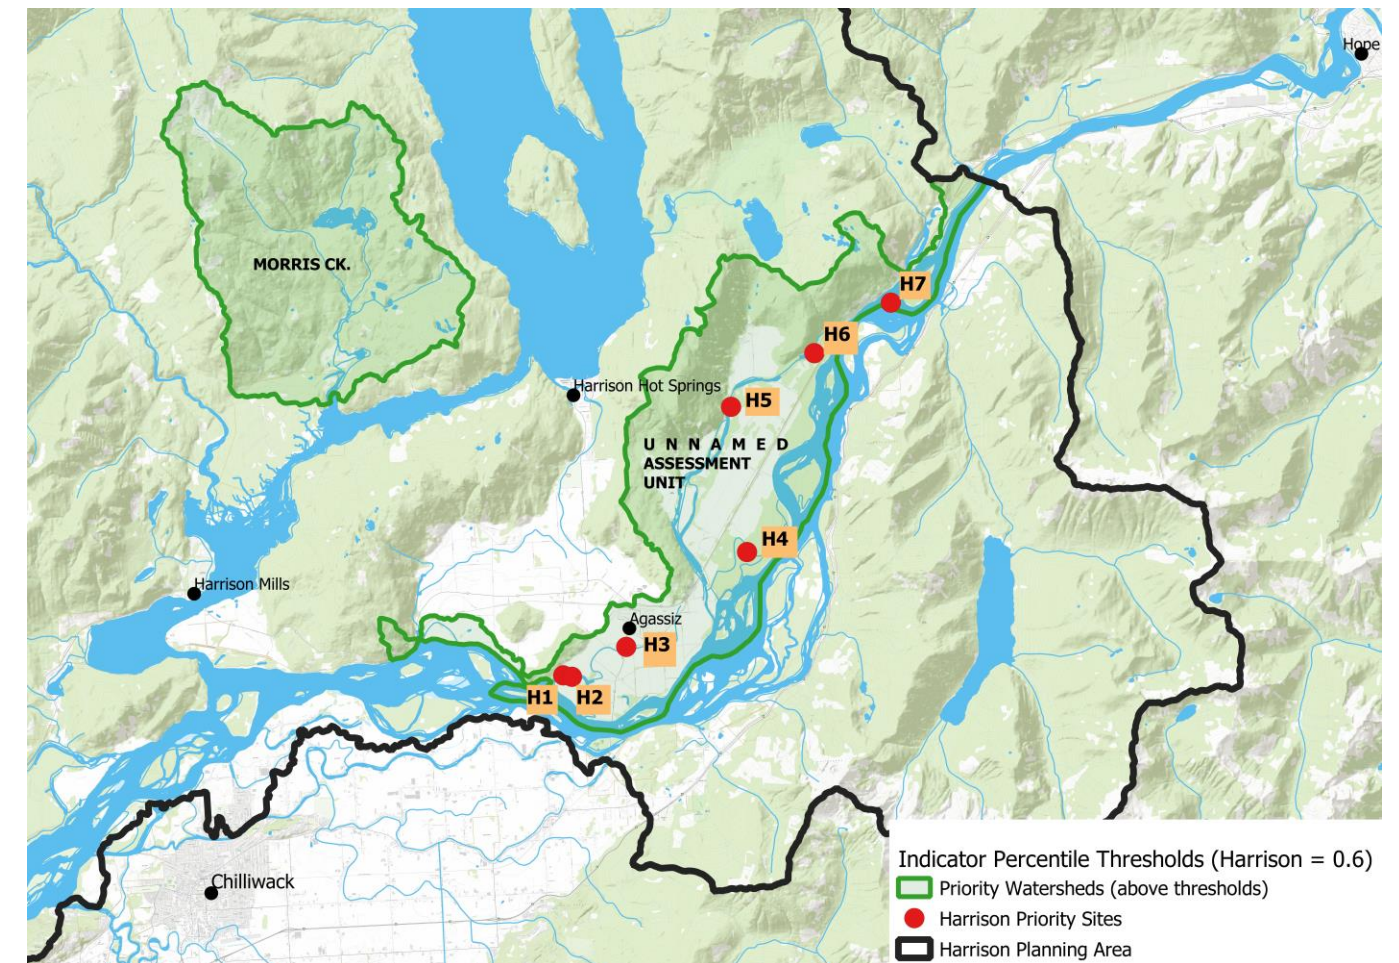 Hope
MORRIS CK.
H7
H6
Harrison Hot Springs
H5
U N N A M E D
ASSESSMENT
UNIT
H4
Harrison Mills
Agassiz
H3
H1
H2
Chilliwack
Indicator Percentile Thresholds (Harrison = 0.6)
Priority Watersheds (above thresholds)
Harrison Priority Sites
Harrison Planning Area